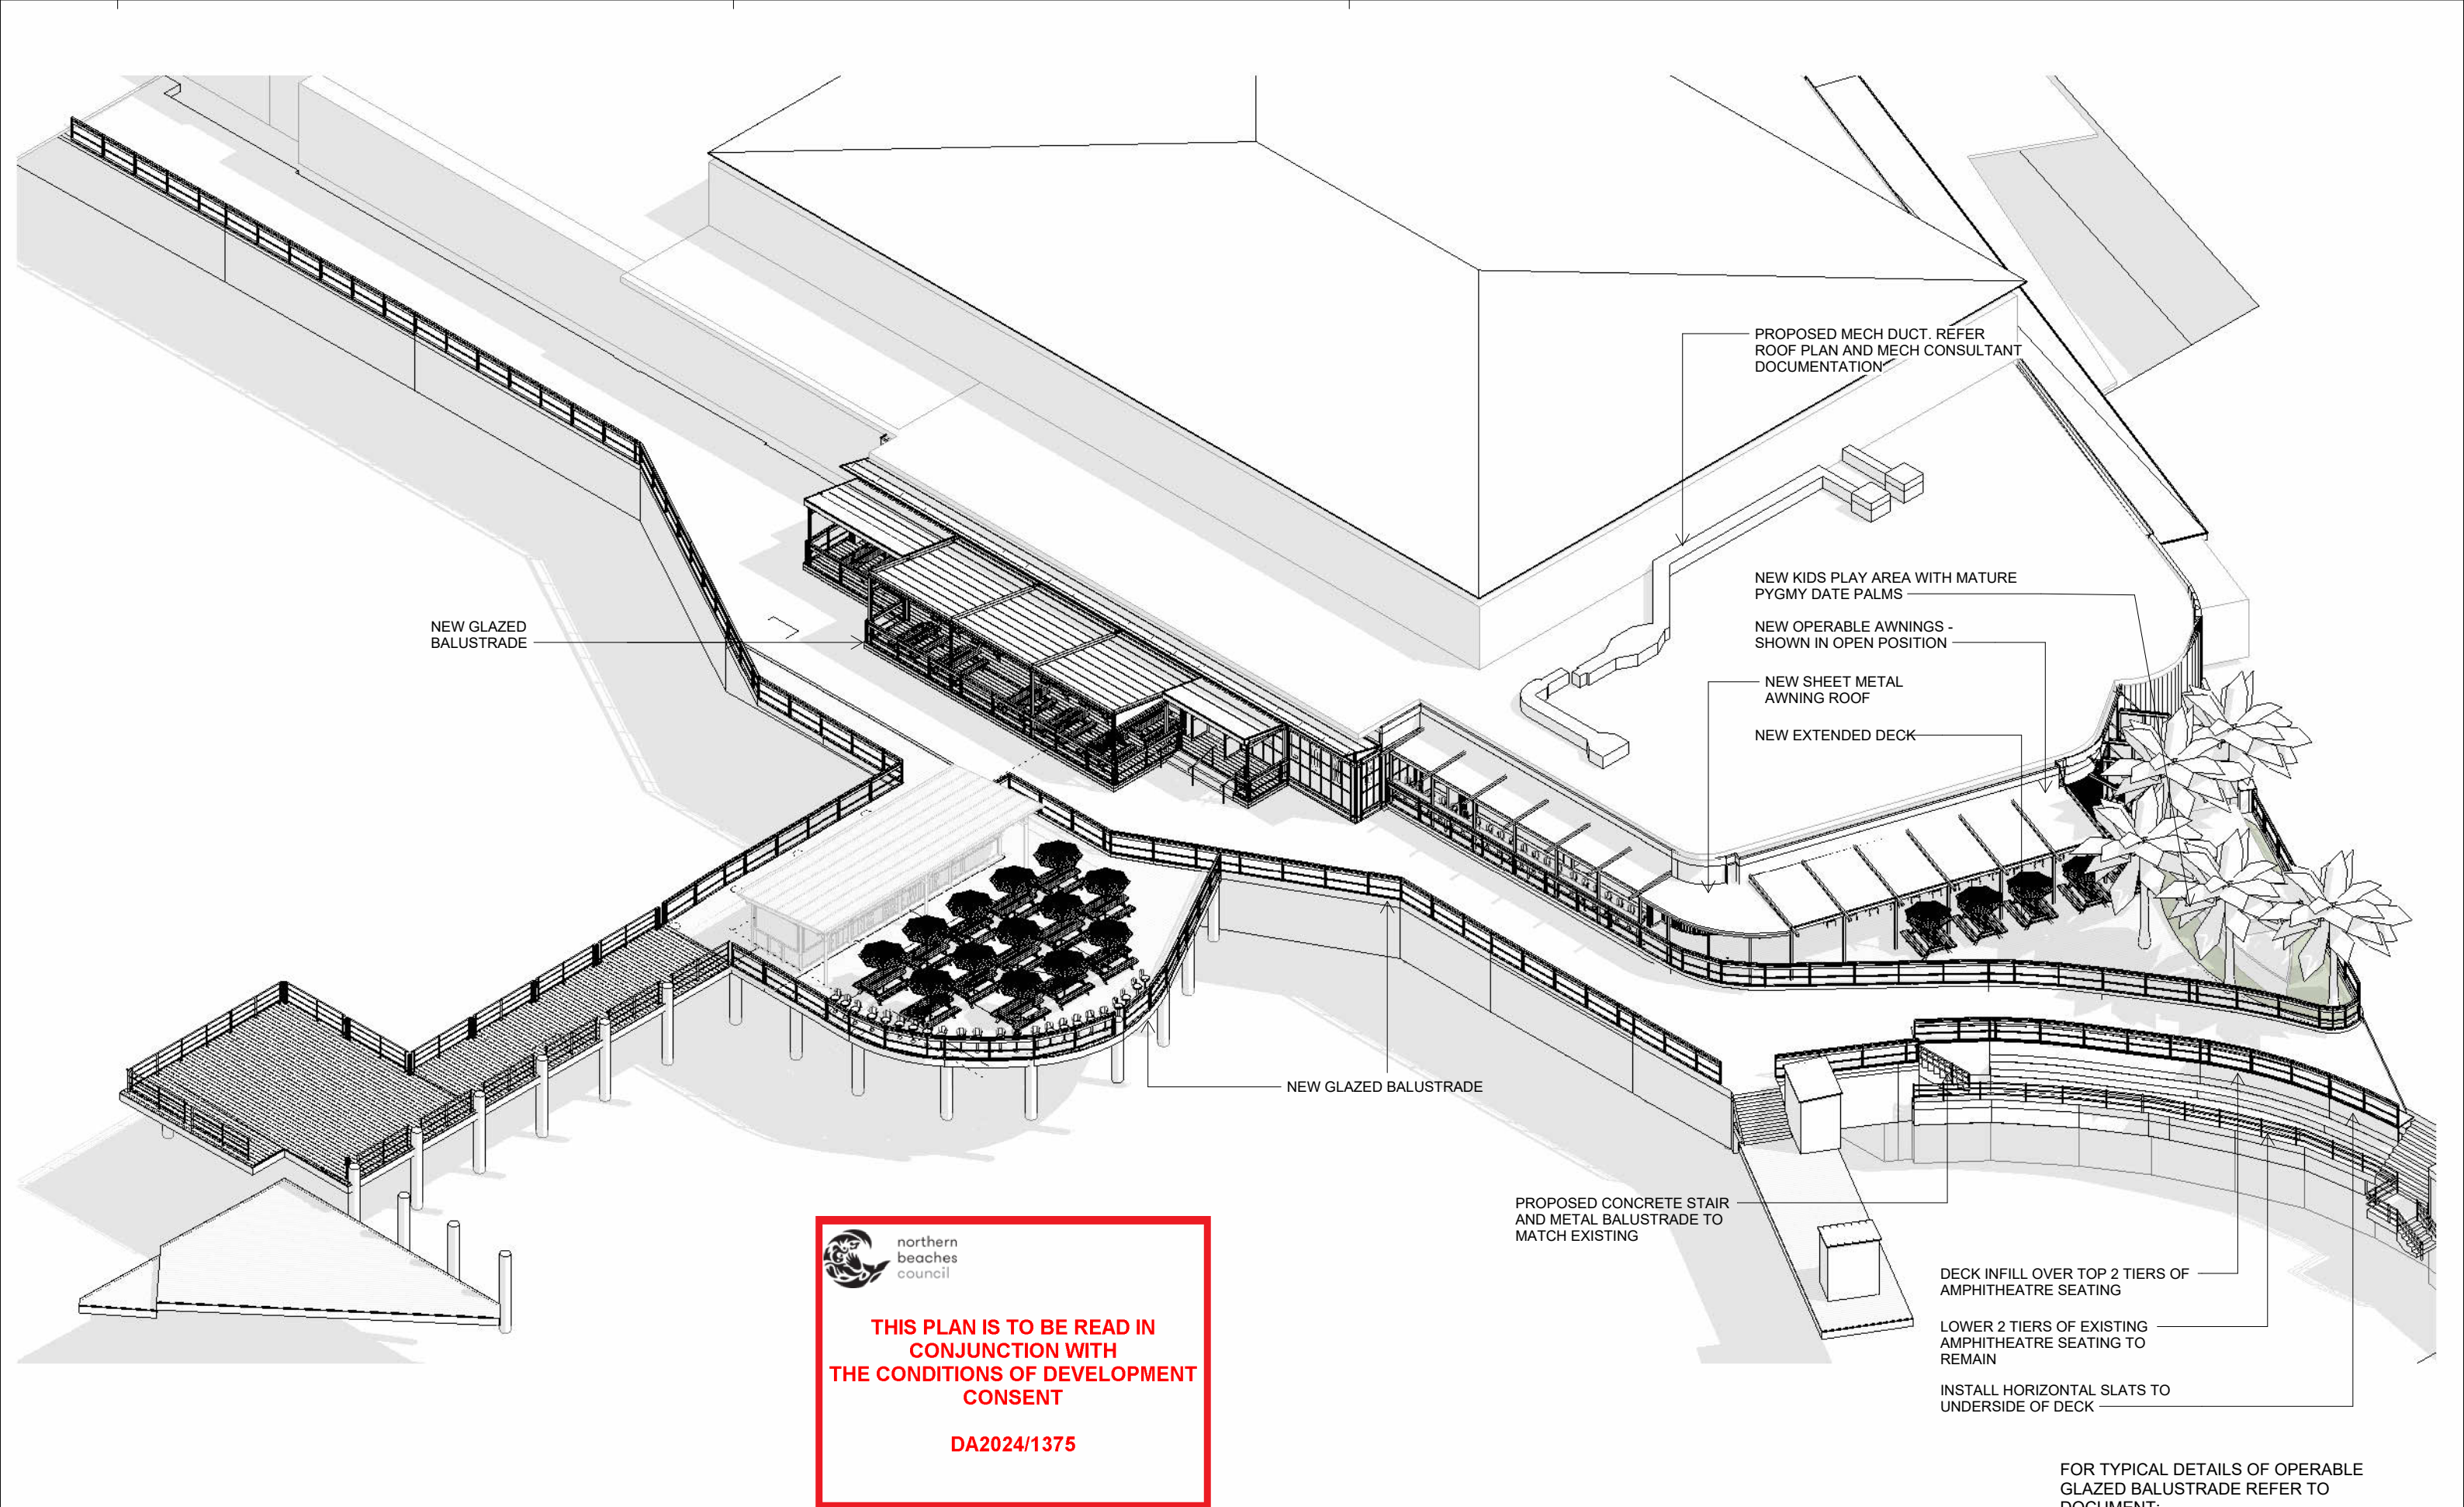 PROPOSED MECH DUCT. REFER
ROOF PLAN AND MECH CONSULTANT
DOCUMENTATION
NEW KIDS PLAY AREA WITH MATURE
PYGMY DATE PALMS
NEW OPERABLE AWNINGS -
SHOWN IN OPEN POSITION
NEW SHEET METAL
AWNING ROOF
NEW EXTENDED DECK
NEW GLAZED
BALUSTRADE
NEW GLAZED BALUSTRADE
PROPOSED CONCRETE STAIR
AND METAL BALUSTRADE TO
MATCH EXISTING
DECK INFILL OVER TOP 2 TIERS OF
AMPHITHEATRE SEATING
LOWER 2 TIERS OF EXISTING
AMPHITHEATRE SEATING TO
REMAIN
INSTALL HORIZONTAL SLATS TO
UNDERSIDE OF DECK
northern
beaches
council
THIS PLAN IS TO BE READ IN
CONJUNCTION WITH
THE CONDITIONS OF DEVELOPMENT
CONSENT
DA2024/1375
FOR TYPICAL DETAILS OF OPERABLE
GLAZED BALUSTRADE REFER TO
DOCUMENT: